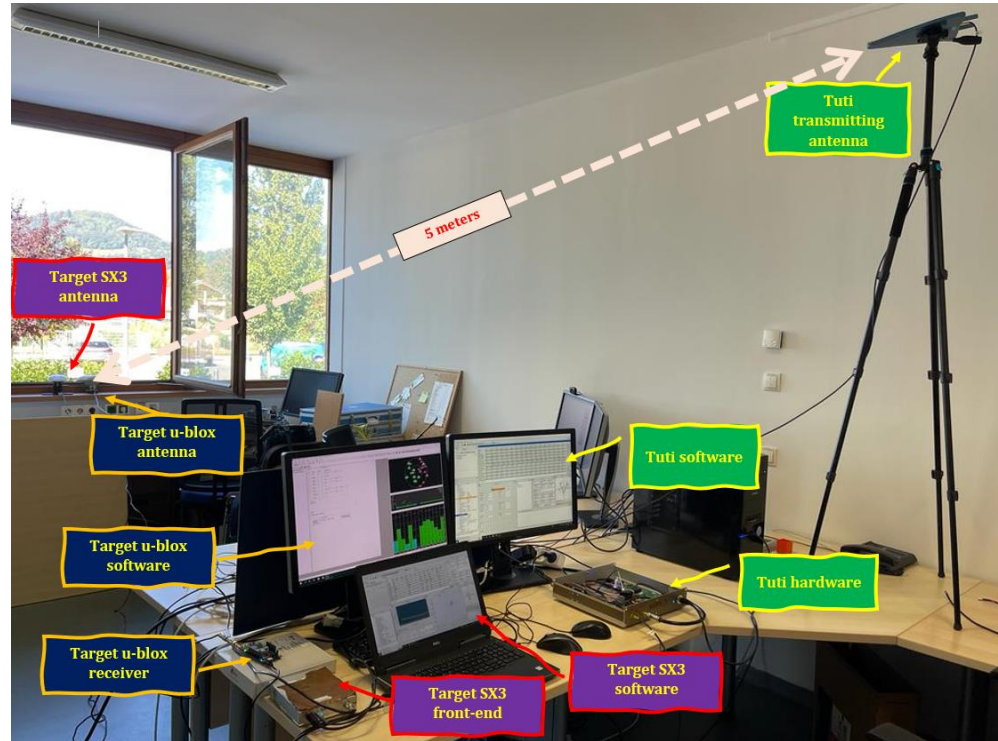 Tuti
transmitting
antenna
5 meters
Target SX3
antenna
Target u-blox
antenna
Tuti software
Target u-blox
software
Tuti hardware
Target u-blox
receiver
Target SX3
software
Target SX3
front-end